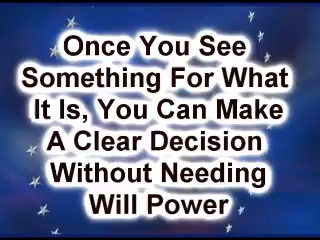 Once You See
Something For What
It Is, You Can Make
A Clear Decision
Without Needing
Will Power